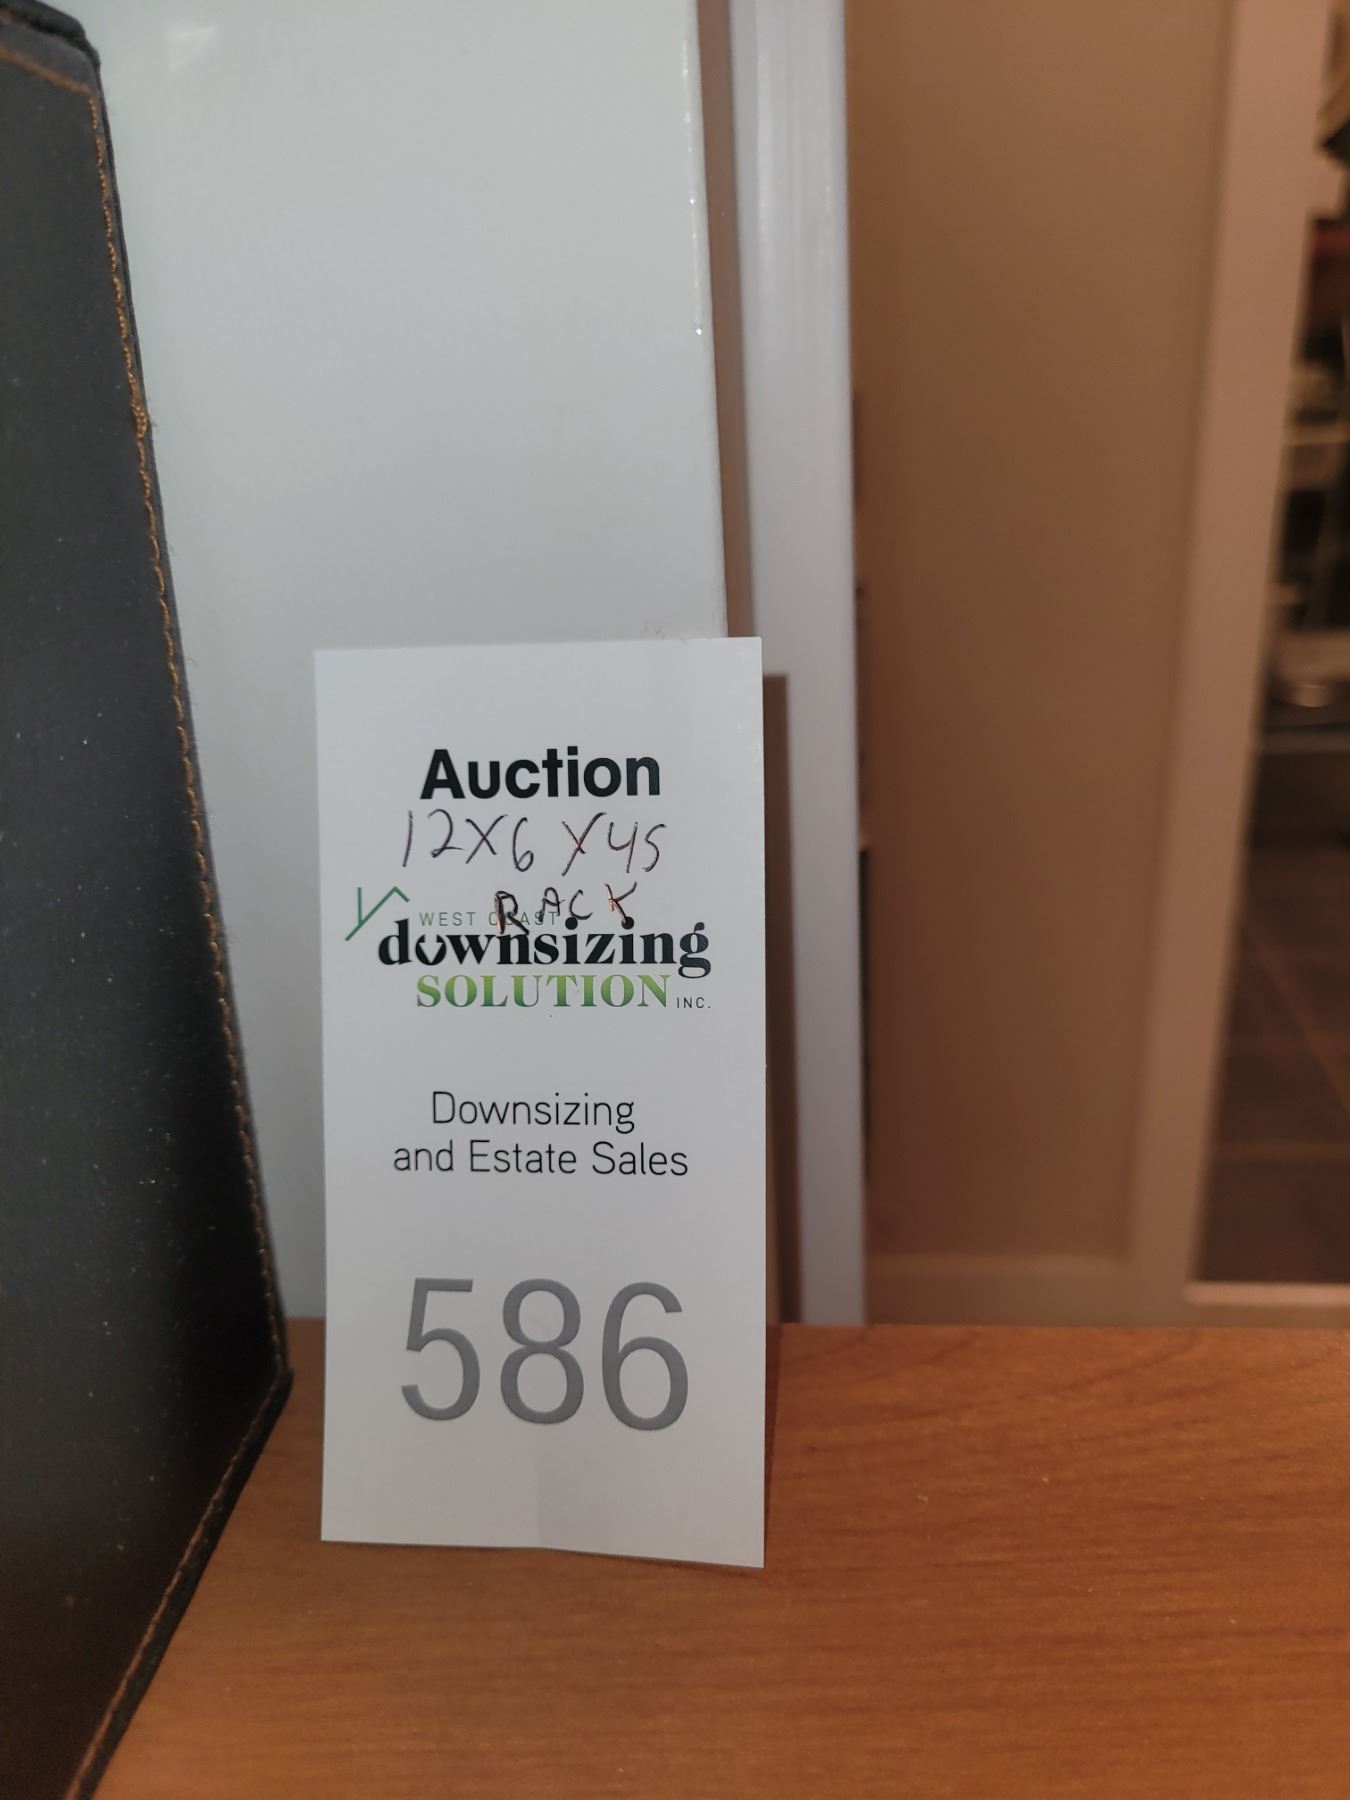 Auction
12X6 X45
RACK
WEST COAST
downsizing
SOLUTION INC.
Downsizing
and Estate Sales
586